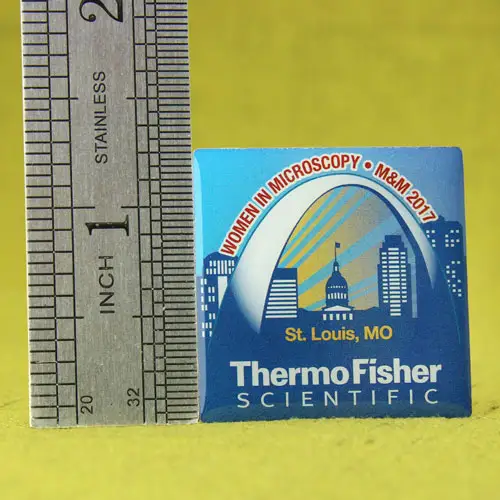 2
STAINLESS
1
INCH
20
32
WOMEN IN MICROSCOPY • M&M 2017
St. Louis, MO
ThermoFisher
SCIENTIFIC